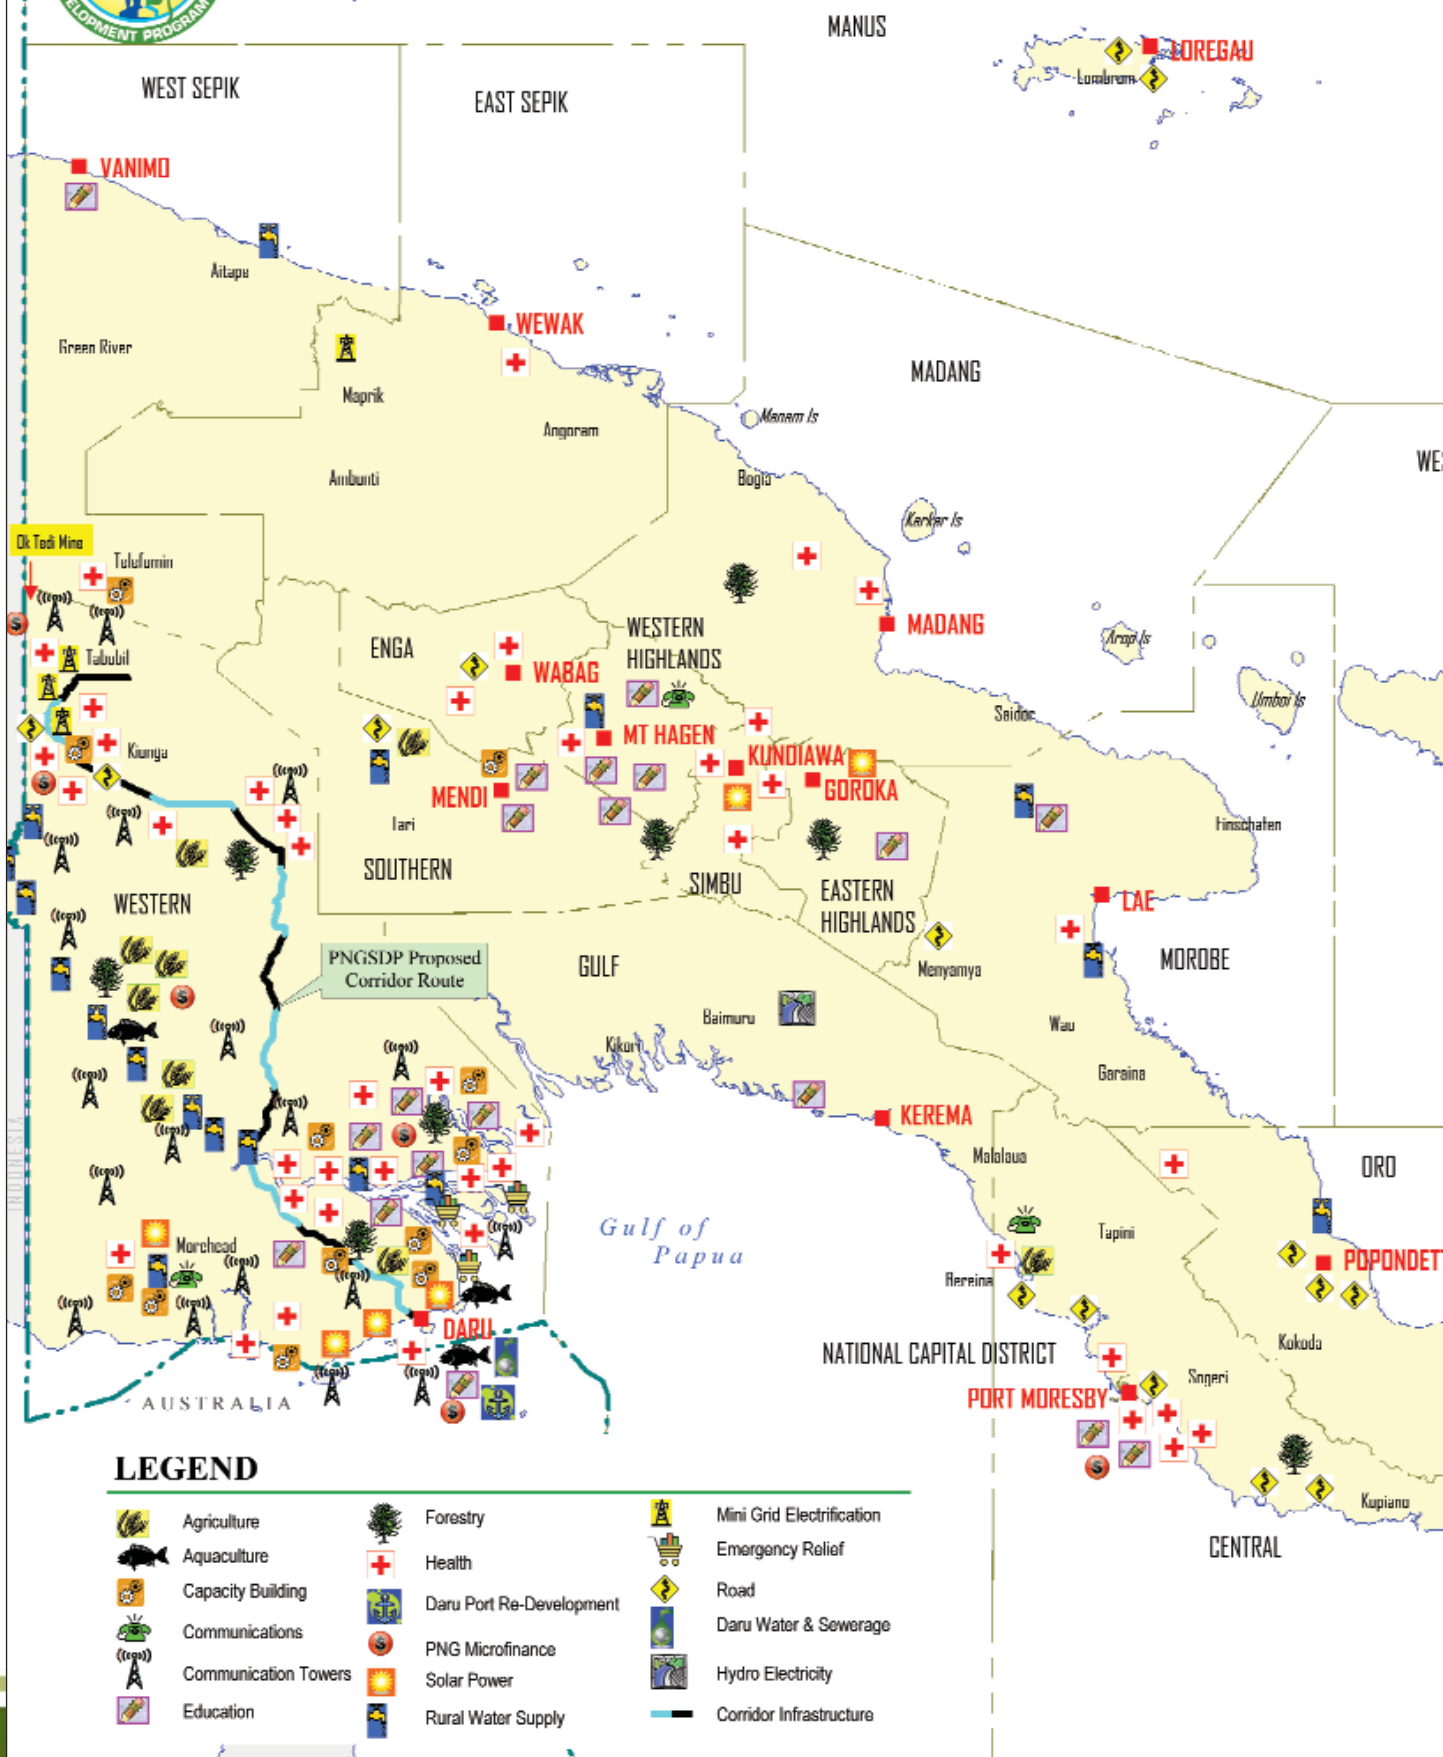 ELOPMENT PROGRAM
MANUS
LOREGAU
Lombrum
WEST SEPIK
EAST SEPIK
VANIMO
Aitape
WEWAK
Green River
Maprik
MADANG
Manam Is
Angoram
WES
Ambunti
Bogia
Karkar Is
Ok Tedi Mine
Telefomin
MADANG
WESTERN
HIGHLANDS
ENGA
WABAG
Arop Is
Tabubil
Umboi Is
Saidor
MT HAGEN
Kiunga
KUNDIAWA
GOROKA
MENDI
Tari
Finschafen
SOUTHERN
SIMBU
EASTERN
HIGHLANDS
WESTERN
LAE
PNGSDP Proposed
Corridor Route
GULF
MOROBE
Menyamya
Baimuru
Wau
Kikori
Garaina
KEREMA
INDONESIA
Malalaua
ORO
Gulf of
Papua
Tapini
Morehead
POPONDET
Bereina
DARU
Kokoda
NATIONAL CAPITAL DISTRICT
Sogeri
PORT MORESBY
AUSTRALIA
Kupiano
CENTRAL
LEGEND
Agriculture
Aquaculture
Capacity Building
Communications
Communication Towers
Education
Forestry
Health
Daru Port Re-Development
PNG Microfinance
Solar Power
Rural Water Supply
Mini Grid Electrification
Emergency Relief
Road
Daru Water & Sewerage
Hydro Electricity
Corridor Infrastructure